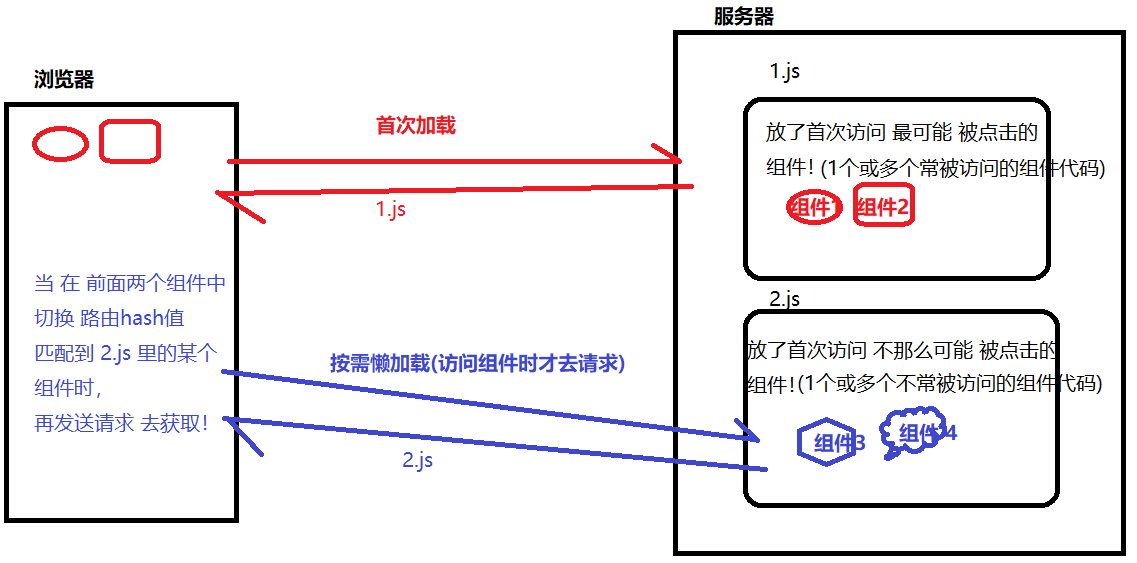 服务器
浏览器
1.js
首次加载
放了首次访问 最可能 被点击的
组件! (1个或多个常被访问的组件代码)
组件1
组件2
1.js
当 在 前面两个组件中
切换 路由hash值
匹配到 2.js 里的某个
组件时,
再发送请求 去获取!
2.js
按需懒加载(访问组件时才去请求)
放了首次访问 不那么可能 被点击的
组件! (1个或多个不常被访问的组件代码)
组件3
组件4
2.js